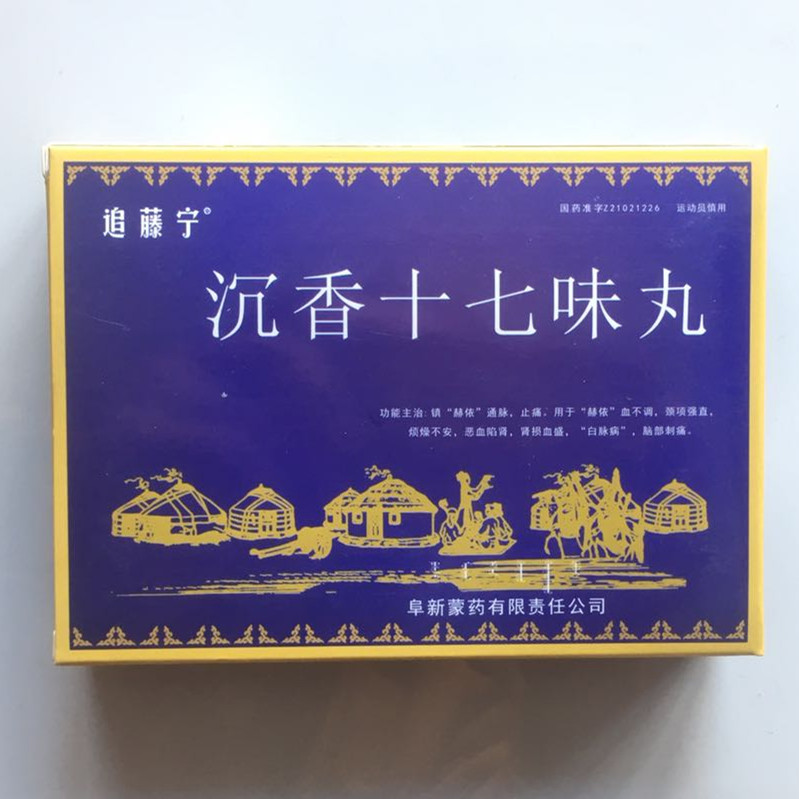 追藤宁®
国药准字Z21021226 运动员慎用
沉香十七味丸
功能主治:镇“赫依”通脉,止痛。用于“赫依”血不调,颈项强直,
烦燥不安,恶血陷肾,肾损血盛,“白脉病”,脑部刺痛。
阜新蒙药有限责任公司